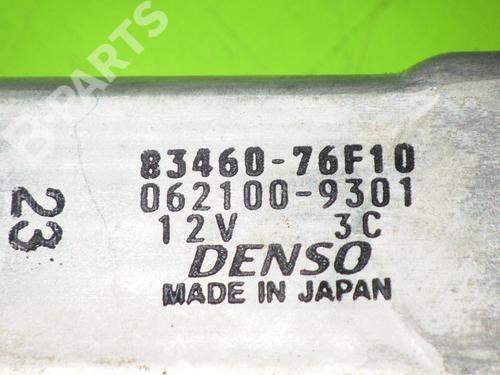 B-PARTS
83460-76F10
062100-9301
12V 3C
DENSO
MADE IN JAPAN
23